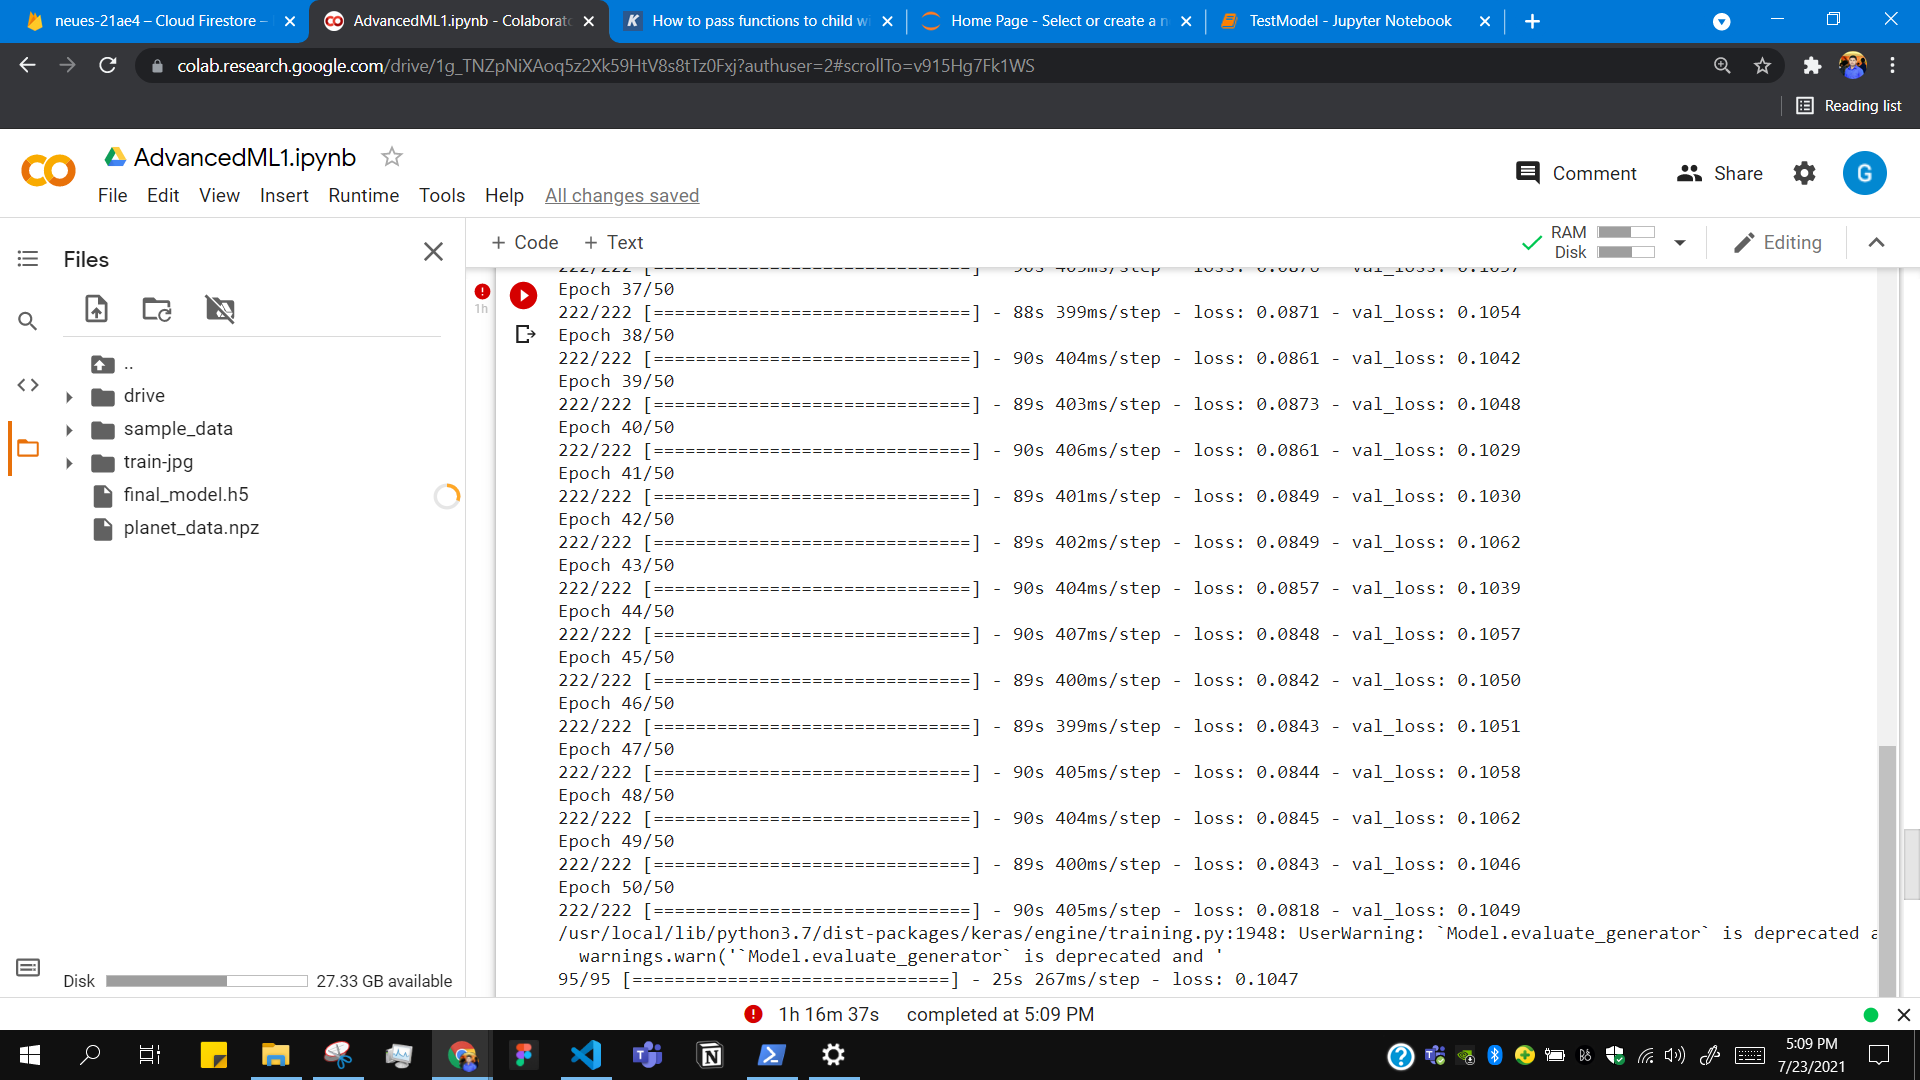 neues-21ae4 – Cloud Firestore –
AdvancedML1.ipynb - Colaborato
How to pass functions to child wi
Home Page - Select or create a n
TestModel - Jupyter Notebook
colab.research.google.com/drive/1g_TNZpNiXAoq5z2Xk59HtV8s8tTz0Fxj?authuser=2#scrollTo=v915Hg7Fk1WS
Reading list
AdvancedML1.ipynb
Comment
Share
G
File Edit View Insert Runtime Tools Help All changes saved
Files
+ Code + Text
RAM
Disk
Editing
..
drive
sample_data
train-jpg
final_model.h5
planet_data.npz
Disk 27.33 GB available
1h
Epoch 37/50
222/222 [==============================] - 88s 399ms/step - loss: 0.0871 - val_loss: 0.1054
Epoch 38/50
222/222 [==============================] - 90s 404ms/step - loss: 0.0861 - val_loss: 0.1042
Epoch 39/50
222/222 [==============================] - 89s 403ms/step - loss: 0.0873 - val_loss: 0.1048
Epoch 40/50
222/222 [==============================] - 90s 406ms/step - loss: 0.0861 - val_loss: 0.1029
Epoch 41/50
222/222 [==============================] - 89s 401ms/step - loss: 0.0849 - val_loss: 0.1030
Epoch 42/50
222/222 [==============================] - 89s 402ms/step - loss: 0.0849 - val_loss: 0.1062
Epoch 43/50
222/222 [==============================] - 90s 404ms/step - loss: 0.0857 - val_loss: 0.1039
Epoch 44/50
222/222 [==============================] - 90s 407ms/step - loss: 0.0848 - val_loss: 0.1057
Epoch 45/50
222/222 [==============================] - 89s 400ms/step - loss: 0.0842 - val_loss: 0.1050
Epoch 46/50
222/222 [==============================] - 89s 399ms/step - loss: 0.0843 - val_loss: 0.1051
Epoch 47/50
222/222 [==============================] - 90s 405ms/step - loss: 0.0844 - val_loss: 0.1058
Epoch 48/50
222/222 [==============================] - 90s 404ms/step - loss: 0.0845 - val_loss: 0.1062
Epoch 49/50
222/222 [==============================] - 89s 400ms/step - loss: 0.0843 - val_loss: 0.1046
Epoch 50/50
222/222 [==============================] - 90s 405ms/step - loss: 0.0818 - val_loss: 0.1049
/usr/local/lib/python3.7/dist-packages/keras/engine/training.py:1948: UserWarning: `Model.evaluate_generator` is deprecated a
warnings.warn('`Model.evaluate_generator` is deprecated and '
95/95 [==============================] - 25s 267ms/step - loss: 0.1047
1h 16m 37s completed at 5:09 PM
5:09 PM
7/23/2021